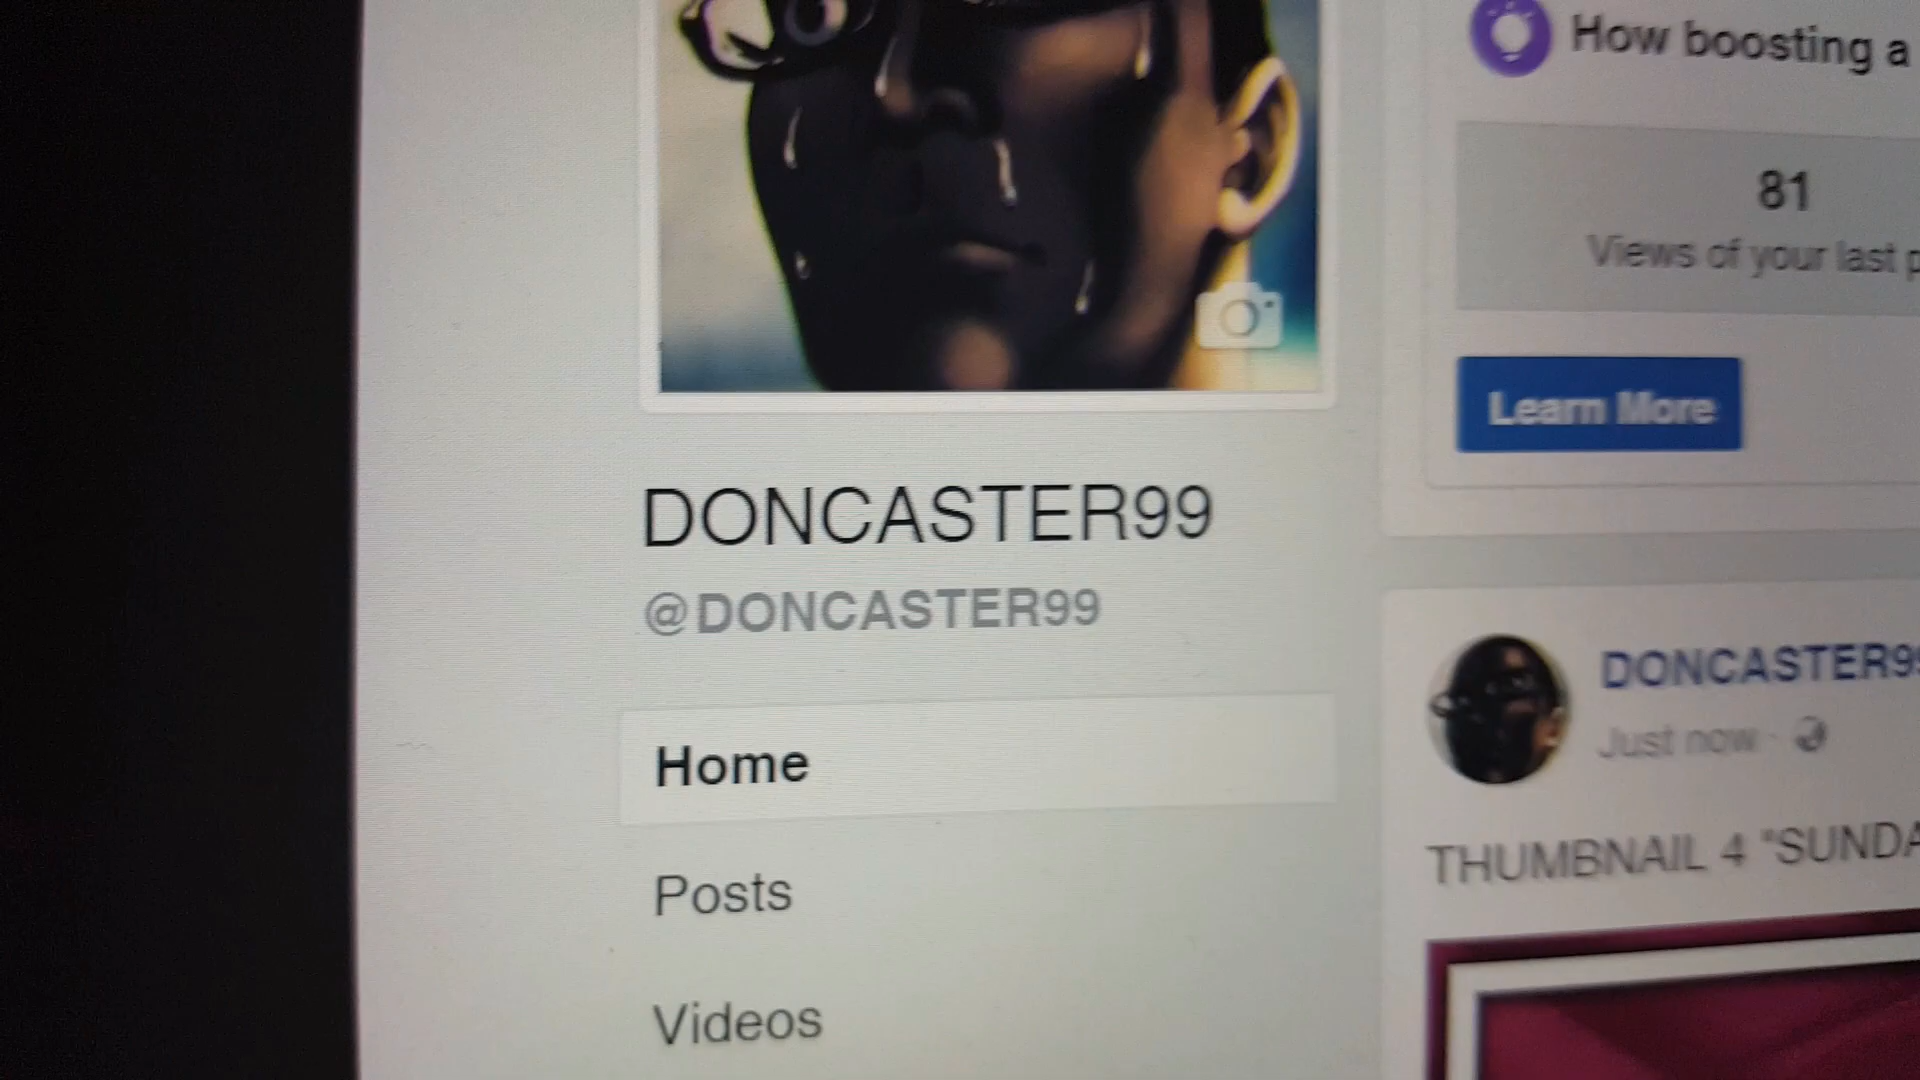 How boosting a
81
Views of your last p
Learn More
DONCASTER99
@DONCASTER99
Home
Posts
Videos
DONCASTER99
Just now ·
THUMBNAIL 4 "SUNDA